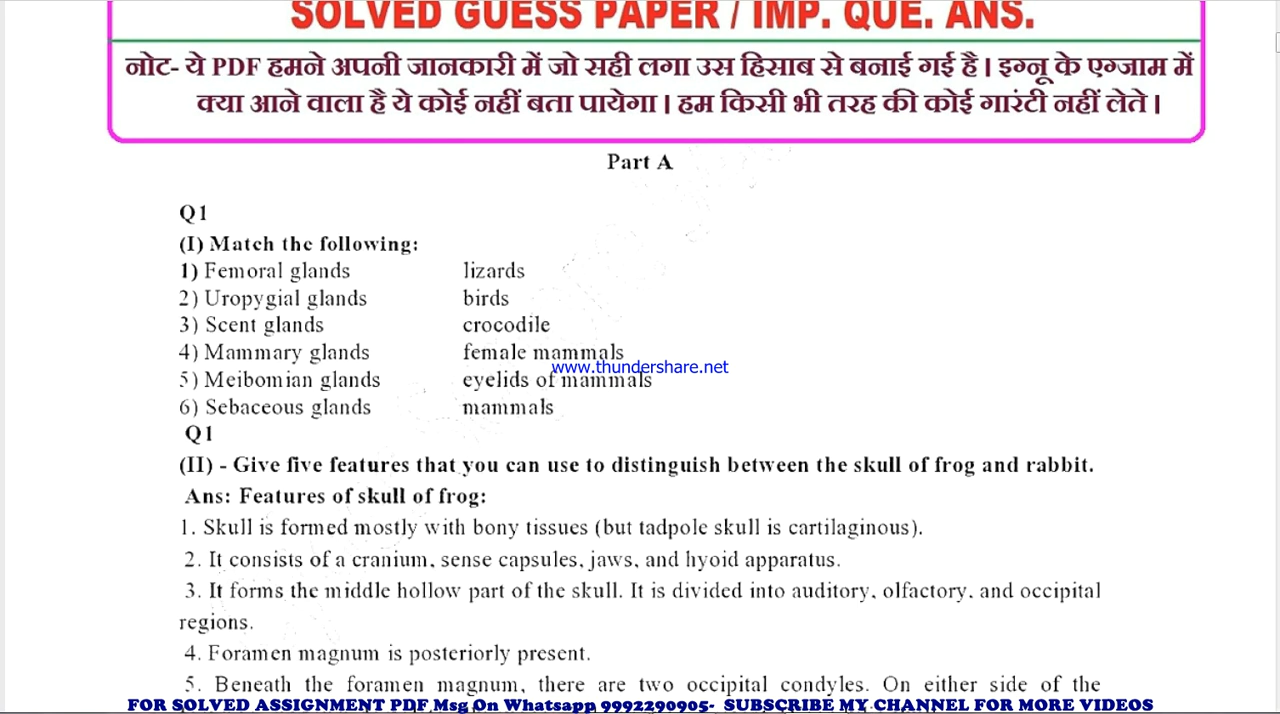 SOLVED GUESS PAPER / IMP. QUE. ANS.
नोट- ये PDF हमने अपनी जानकारी में जो सही लगा उस हिसाब से बनाई गई है। इग्नू के एग्जाम में
क्या आने वाला है ये कोई नहीं बता पायेगा। हम किसी भी तरह की कोई गारंटी नहीं लेते।
Part A
Q1
(I) Match the following:
1) Femoral glands lizards
2) Uropygial glands birds
3) Scent glands crocodile
4) Mammary glands female mammals
www.thundershare.net
5) Meibomian glands eyelids of mammals
6) Sebaceous glands mammals
Q1
(II) - Give five features that you can use to distinguish between the skull of frog and rabbit.
Ans: Features of skull of frog:
1. Skull is formed mostly with bony tissues (but tadpole skull is cartilaginous).
2. It consists of a cranium, sense capsules, jaws, and hyoid apparatus.
3. It forms the middle hollow part of the skull. It is divided into auditory, olfactory, and occipital
regions.
4. Foramen magnum is posteriorly present.
5. Beneath the foramen magnum, there are two occipital condyles. On either side of the
FOR SOLVED ASSIGNMENT PDF Msg On Whatsapp 9992290905- SUBSCRIBE MY CHANNEL FOR MORE VIDEOS